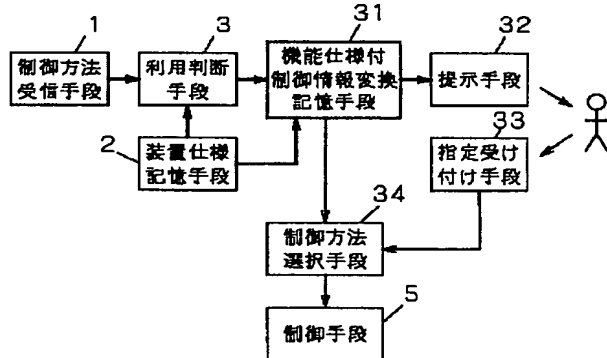 1
3
31
32
制御方法
受信手段
利用判断
手段
機能仕様付
制御情報変換
記憶手段
提示手段
2
装置仕様
記憶手段
33
指定受け
付け手段
34
制御方法
選択手段
5
制御手段